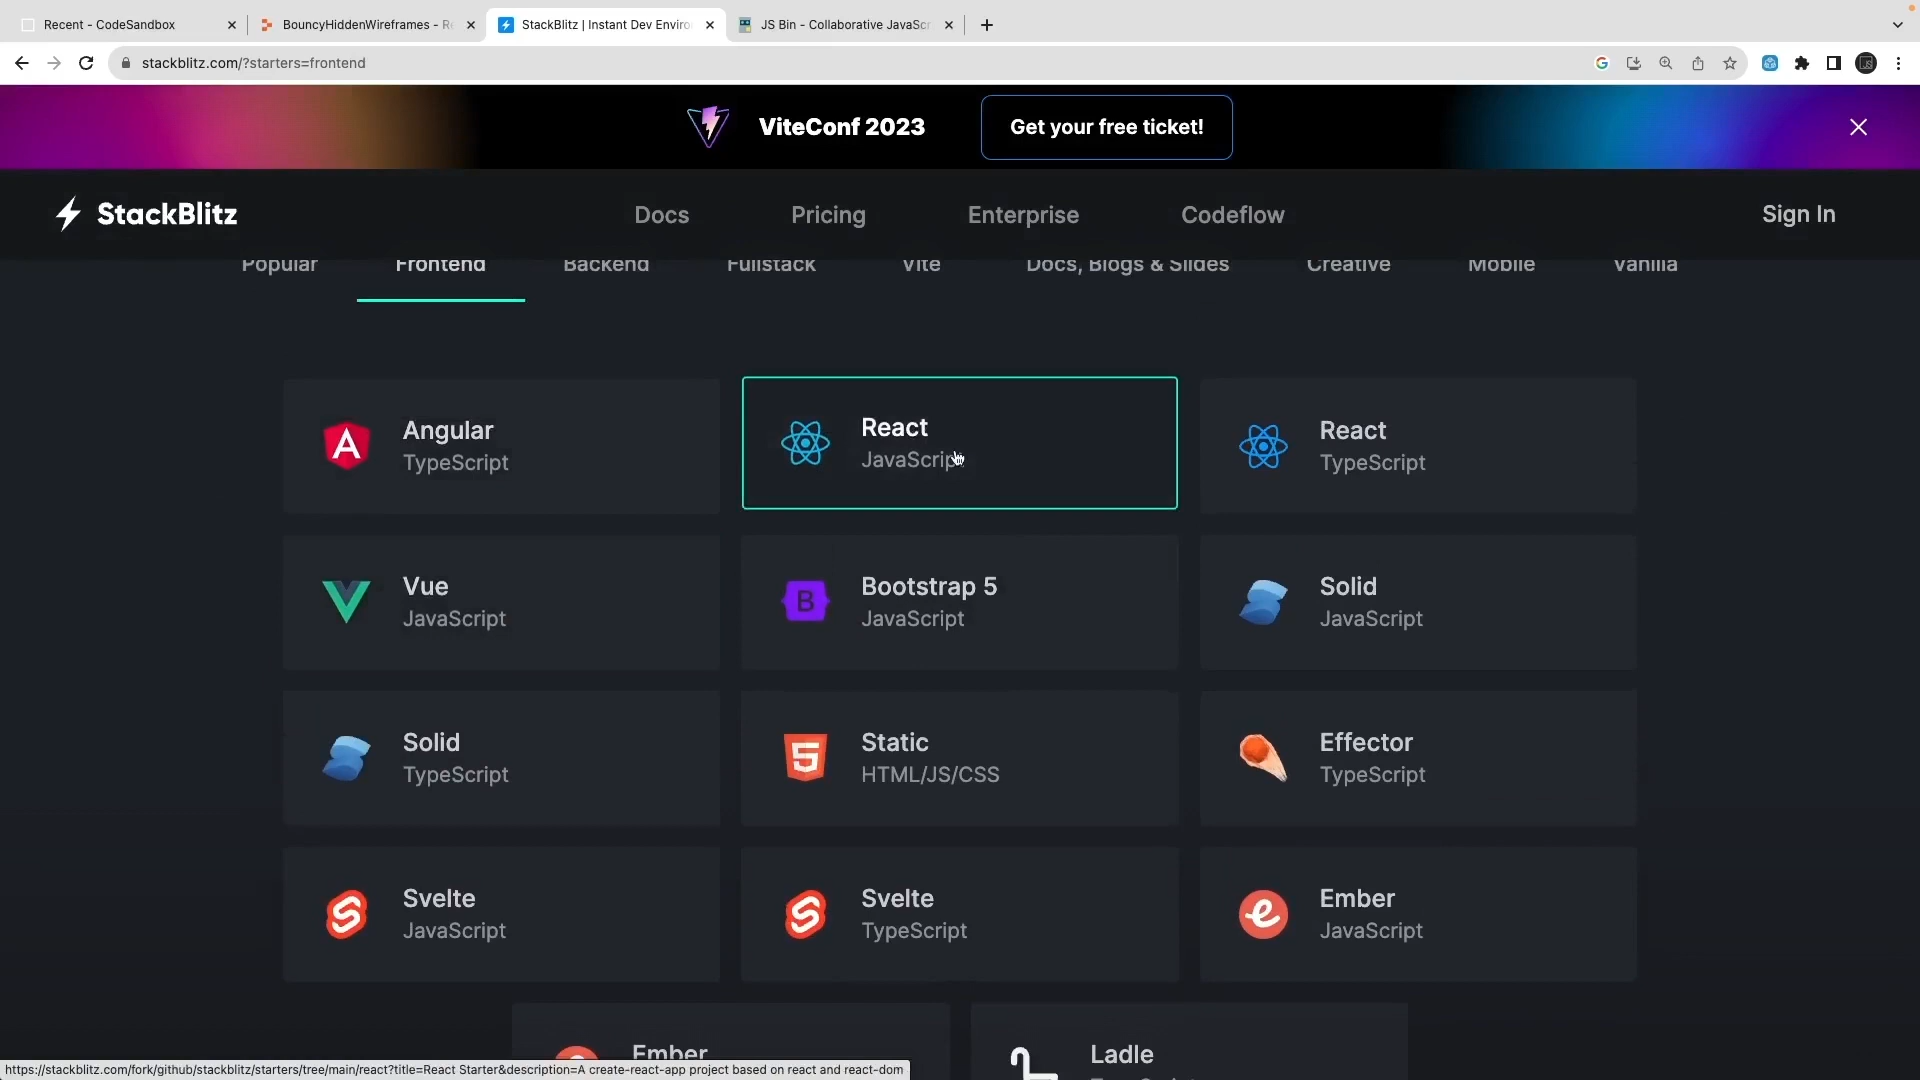 Recent - CodeSandbox
BouncyHiddenWireframes - Re
StackBlitz | Instant Dev Enviro
JS Bin - Collaborative JavaScr
stackblitz.com/?starters=frontend
ViteConf 2023
Get your free ticket!
StackBlitz
Docs
Pricing
Enterprise
Codeflow
Sign In
Popular
Frontend
Backend
Fullstack
Vite
Docs, Blogs & Slides
Creative
Mobile
Vanilla
Angular
TypeScript
React
JavaScript
React
TypeScript
Vue
JavaScript
Bootstrap 5
JavaScript
Solid
JavaScript
Solid
TypeScript
Static
HTML/JS/CSS
Effector
TypeScript
Svelte
JavaScript
Svelte
TypeScript
Ember
JavaScript
Ember
Ladle
https://stackblitz.com/fork/github/stackblitz/starters/tree/main/react?title=React Starter&description=A create-react-app project based on react and react-dom